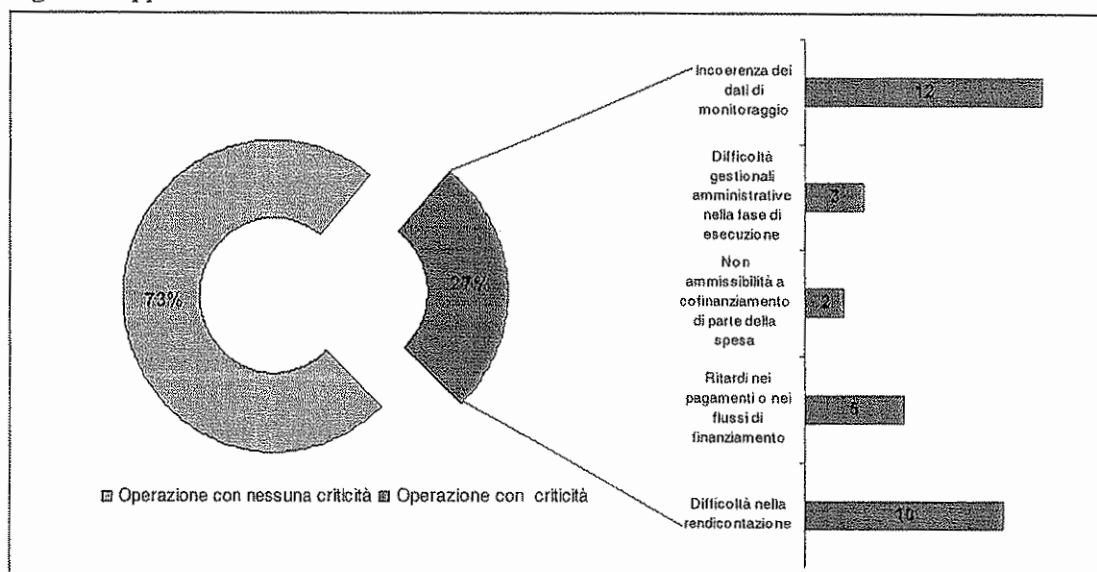 Incoerenza dei
dati di
monitoraggio
12
Difficoltà
gestionali
amministrative
nella fase di
esecuzione
3
Non
ammissibilità a
cofinanziamento
di parte della
spesa
2
Ritardi nei
pagamenti o nei
flussi di
finanziamento
5
Difficoltà nella
rendicontazione
10
73%
27%
Operazione con nessuna criticità
Operazione con criticità